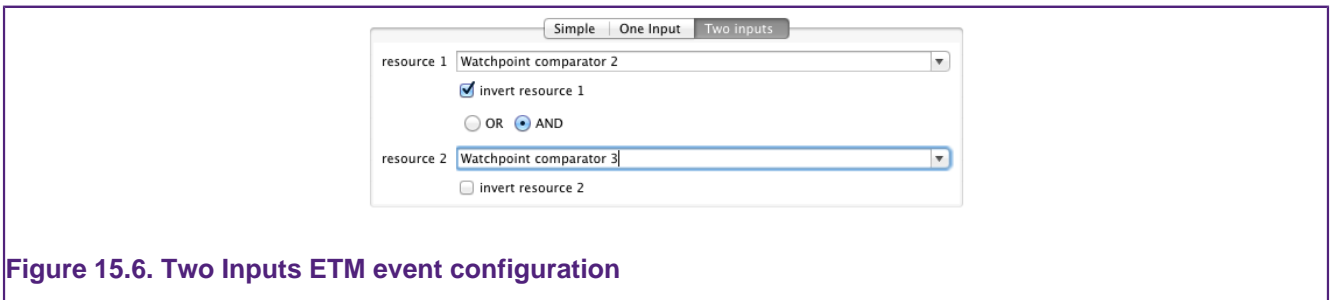 Simple One Input Two inputs
resource 1 Watchpoint comparator 2
invert resource 1
OR AND
resource 2 Watchpoint comparator 3
invert resource 2
Figure 15.6. Two Inputs ETM event configuration